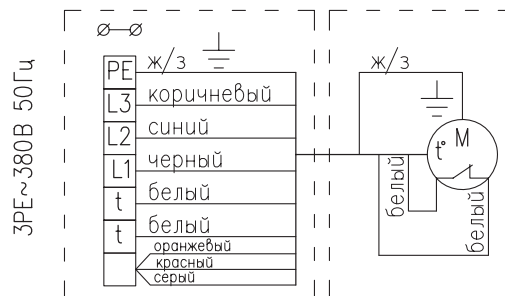 3PE~380В 50Гц
PE Ж/З
L3 коричневый
L2 синий
L1 черный
t белый
t белый
оранжевый
красный
серый
Ж/З
t° M
белый
белый